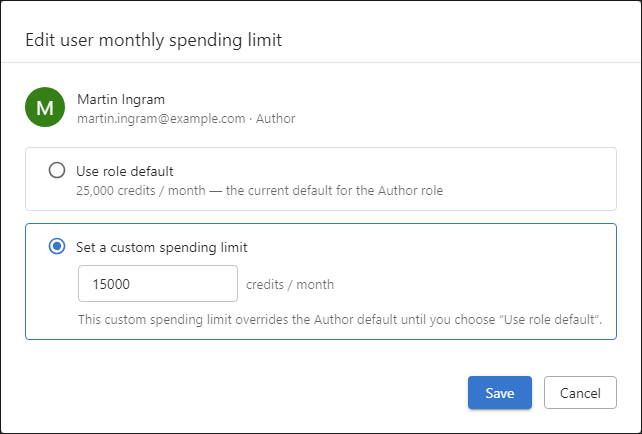 Edit user monthly spending limit
M
Martin Ingram
martin.ingram@example.com · Author
Use role default
25,000 credits / month — the current default for the Author role
Set a custom spending limit
15000
credits / month
This custom spending limit overrides the Author default until you choose “Use role default”.
Save
Cancel